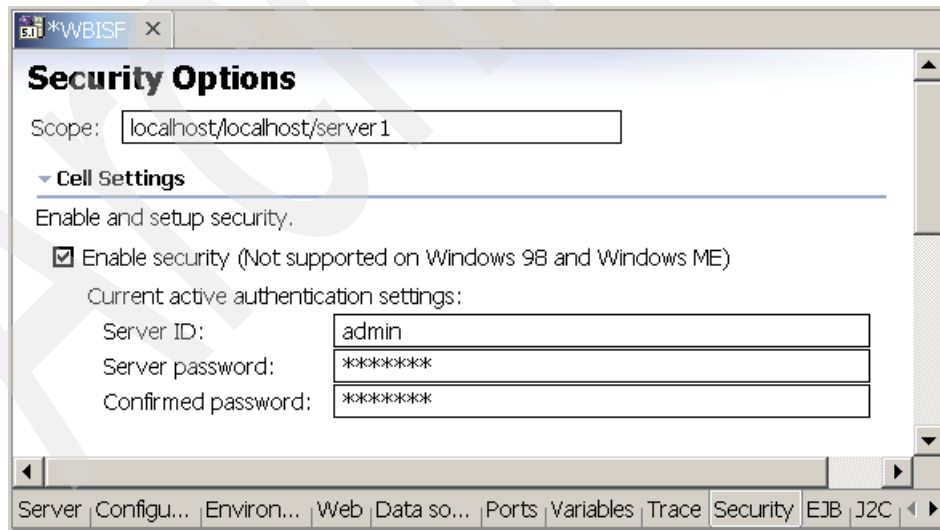 *WBISF
Security Options
Scope: localhost/localhost/server1
Cell Settings
Enable and setup security.
Enable security (Not supported on Windows 98 and Windows ME)
Current active authentication settings:
Server ID: admin
Server password: *******
Confirmed password: *******
Server Configu... Environ... Web Data so... Ports Variables Trace Security EJB J2C